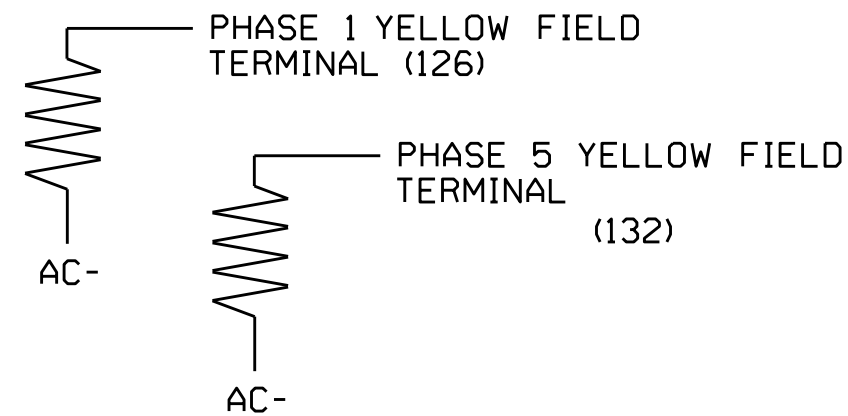 PHASE 1 YELLOW FIELD
TERMINAL (126)
AC-
PHASE 5 YELLOW FIELD
TERMINAL
(132)
AC-